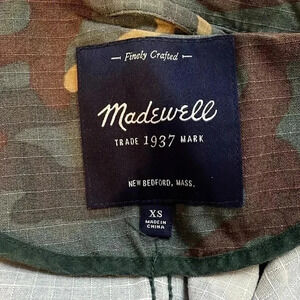 Finely Crafted
Madewell
TRADE 1937 MARK
NEW BEDFORD, MASS.
XS
MADE IN
CHINA